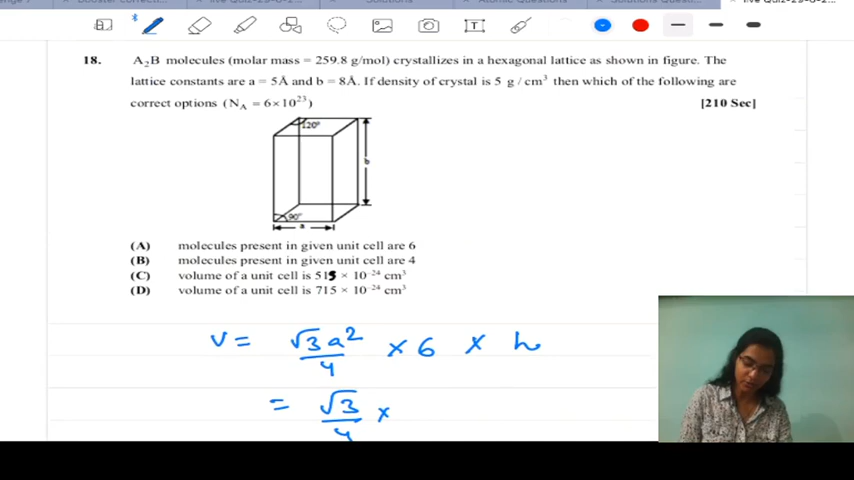 Solutions
Atomic Questions
18. A₂B molecules (molar mass = 259.8 g/mol) crystallizes in a hexagonal lattice as shown in figure. The
lattice constants are a = 5Å and b = 8Å. If density of crystal is 5 g / cm³ then which of the following are
correct options (N_A = 6×10²³) [210 Sec]
120°
b
90°
a
(A) molecules present in given unit cell are 6
(B) molecules present in given unit cell are 4
(C) volume of a unit cell is 515 × 10⁻²⁴ cm³
(D) volume of a unit cell is 715 × 10⁻²⁴ cm³
V = √3a²/4 × 6 × h
= √3/4 ×